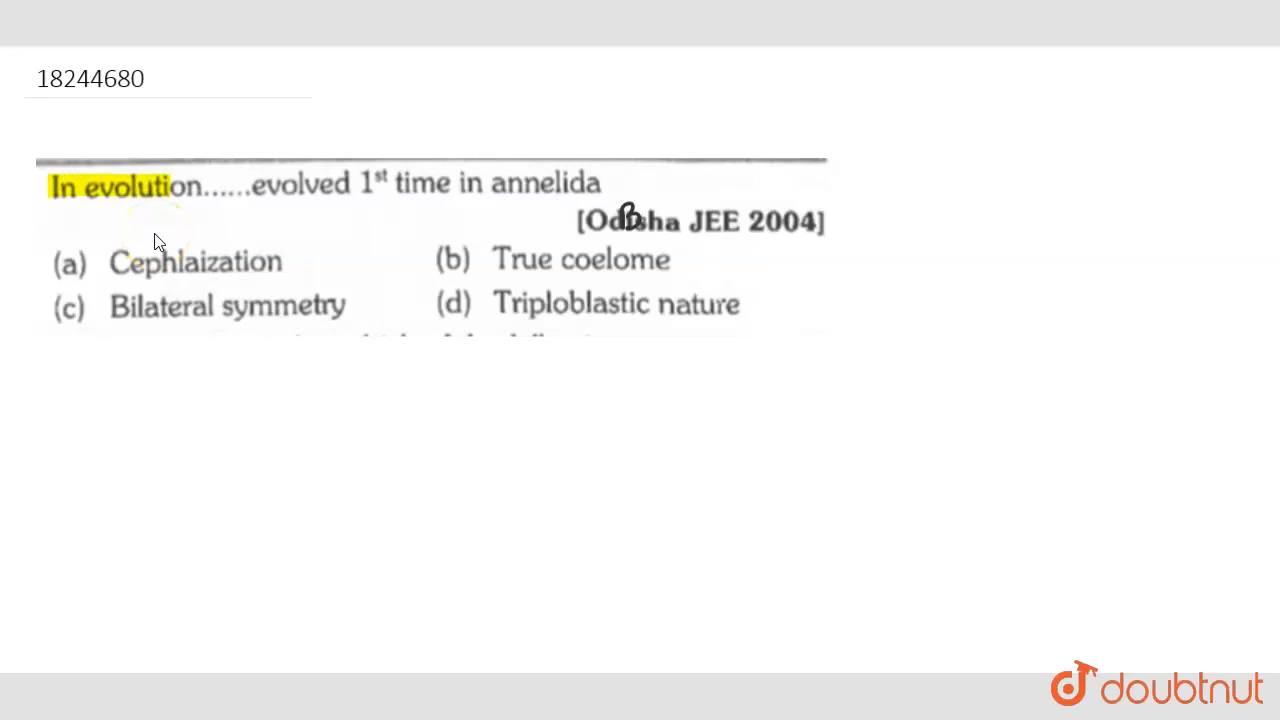 18244680
In evolution......evolved 1st time in annelida
[Odisha JEE 2004]
B
(a) Cephlaization (b) True coelome
(c) Bilateral symmetry (d) Triploblastic nature
doubtnut